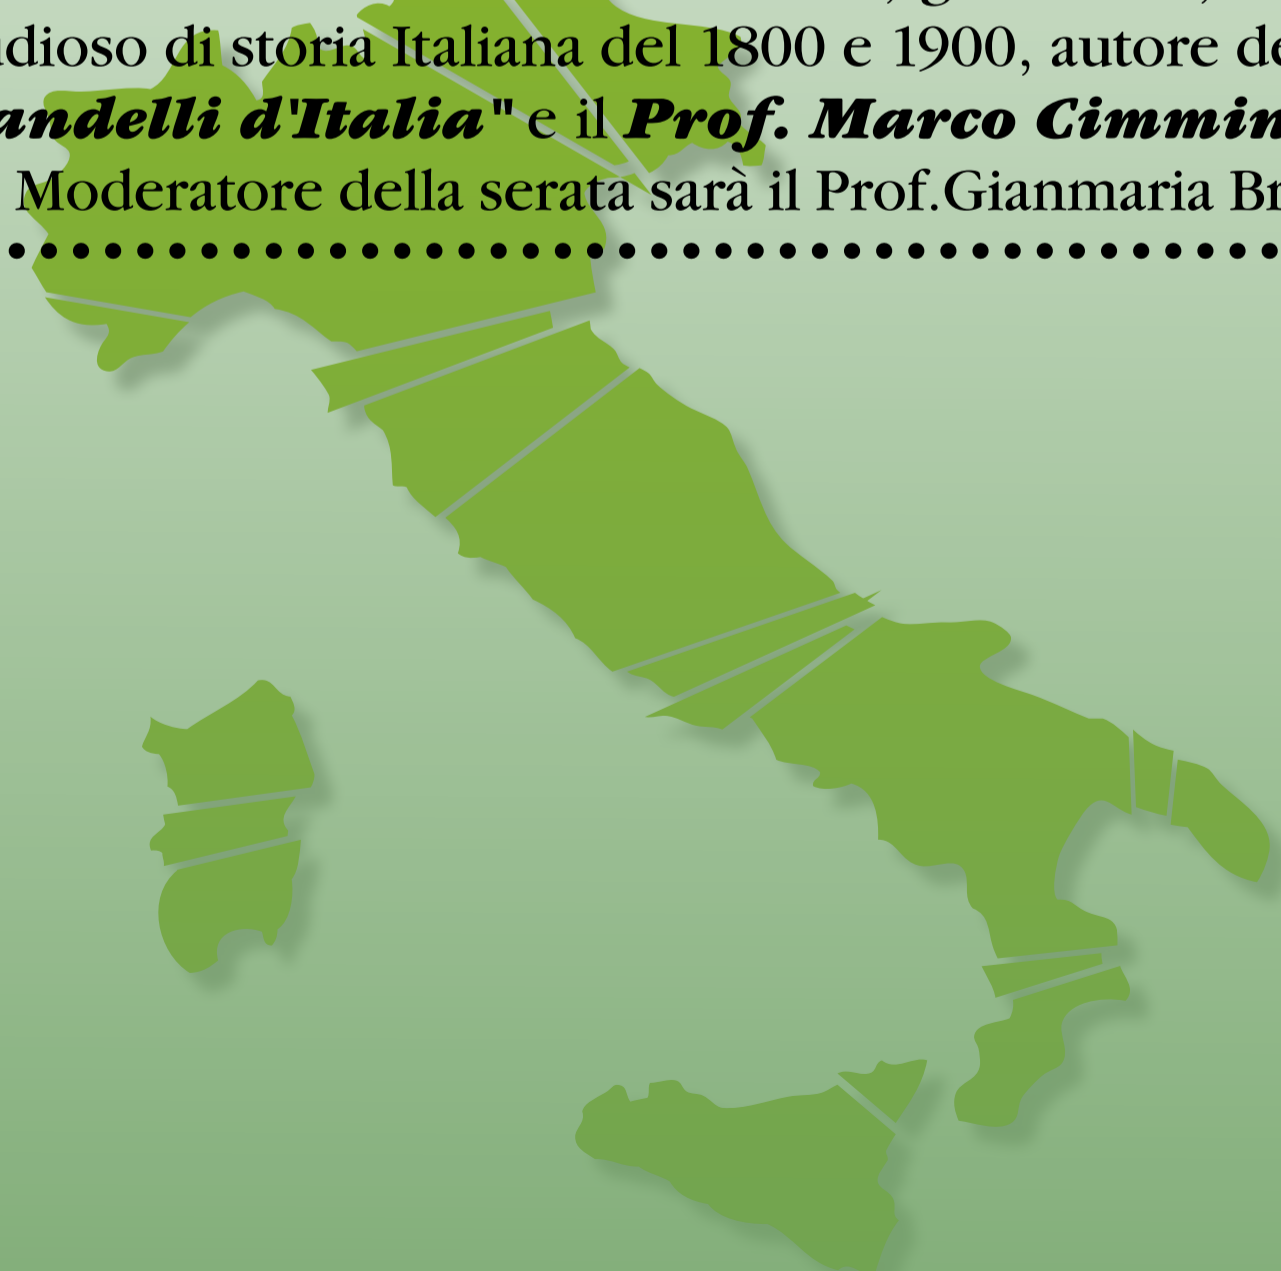 udioso di storia Italiana del 1800 e 1900, autore de
andelli d'Italia" e il Prof. Marco Cimmin
Moderatore della serata sarà il Prof.Gianmaria Br